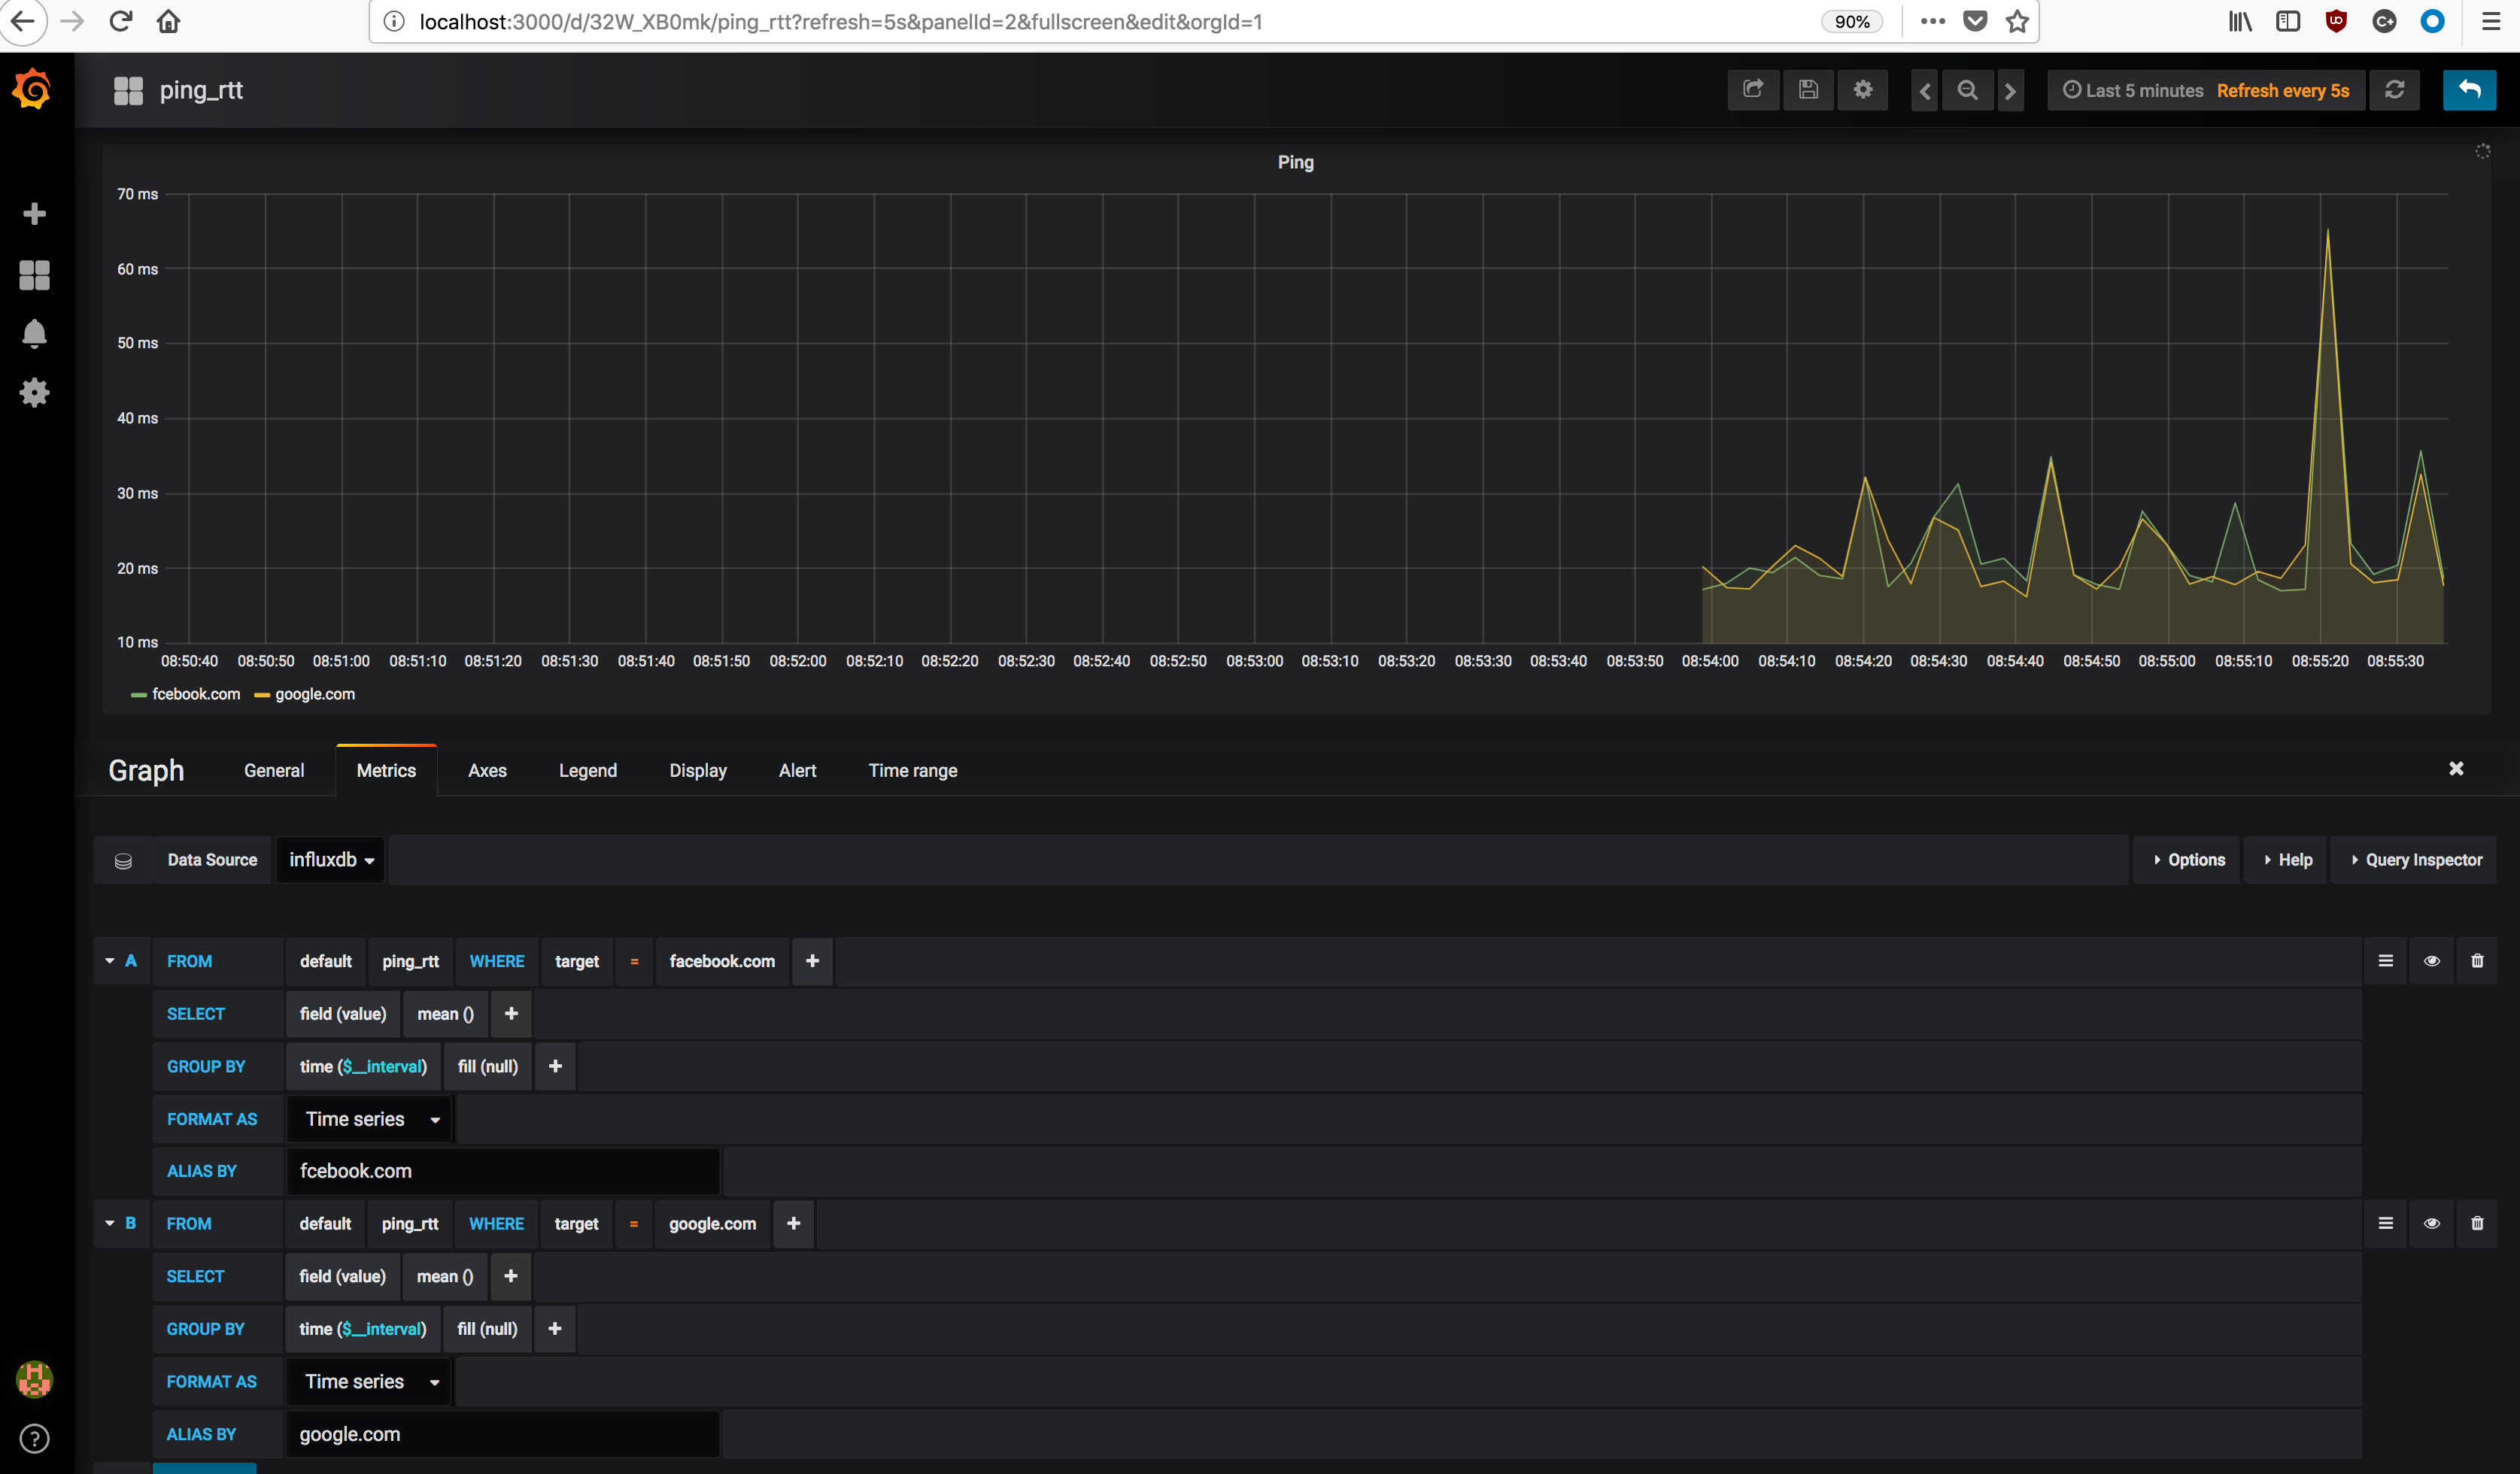 localhost:3000/d/32W_XB0mk/ping_rtt?refresh=5s&panelId=2&fullscreen&edit&orgId=1 90%
ping_rtt Last 5 minutes Refresh every 5s
Ping
70 ms
60 ms
50 ms
40 ms
30 ms
20 ms
10 ms
08:50:40 08:50:50 08:51:00 08:51:10 08:51:20 08:51:30 08:51:40 08:51:50 08:52:00 08:52:10 08:52:20 08:52:30 08:52:40 08:52:50 08:53:00 08:53:10 08:53:20 08:53:30 08:53:40 08:53:50 08:54:00 08:54:10 08:54:20 08:54:30 08:54:40 08:54:50 08:55:00 08:55:10 08:55:20 08:55:30
fcebook.com google.com
Graph General Metrics Axes Legend Display Alert Time range
Data Source influxdb Options Help Query Inspector
A FROM default ping_rtt WHERE target = facebook.com +
SELECT field (value) mean () +
GROUP BY time ($__interval) fill (null) +
FORMAT AS Time series
ALIAS BY fcebook.com
B FROM default ping_rtt WHERE target = google.com +
SELECT field (value) mean () +
GROUP BY time ($__interval) fill (null) +
FORMAT AS Time series
ALIAS BY google.com